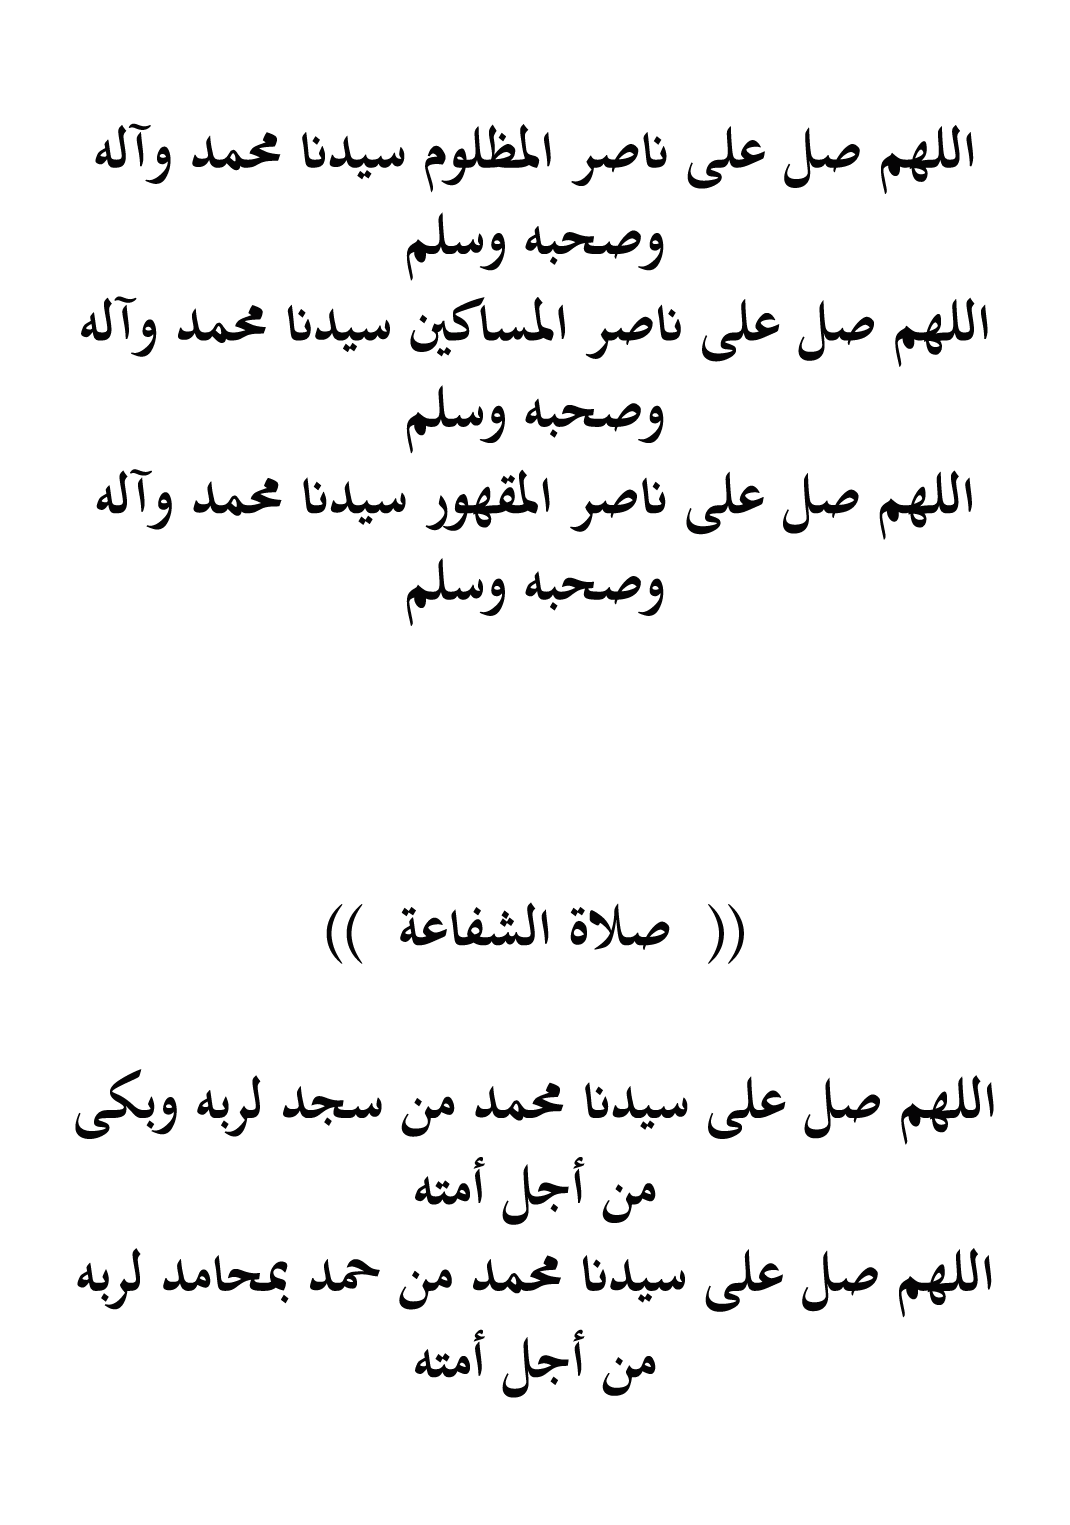 اللهم صل على ناصر المظلوم سيدنا محمد وآله
وصحبه وسلم
اللهم صل على ناصر المساكين سيدنا محمد وآله
وصحبه وسلم
اللهم صل على ناصر المقهور سيدنا محمد وآله
وصحبه وسلم
(( صلاة الشفاعة ))
اللهم صل على سيدنا محمد من سجد لربه وبكى
من أجل أمته
اللهم صل على سيدنا محمد من حمد بمحامد لربه
من أجل أمته